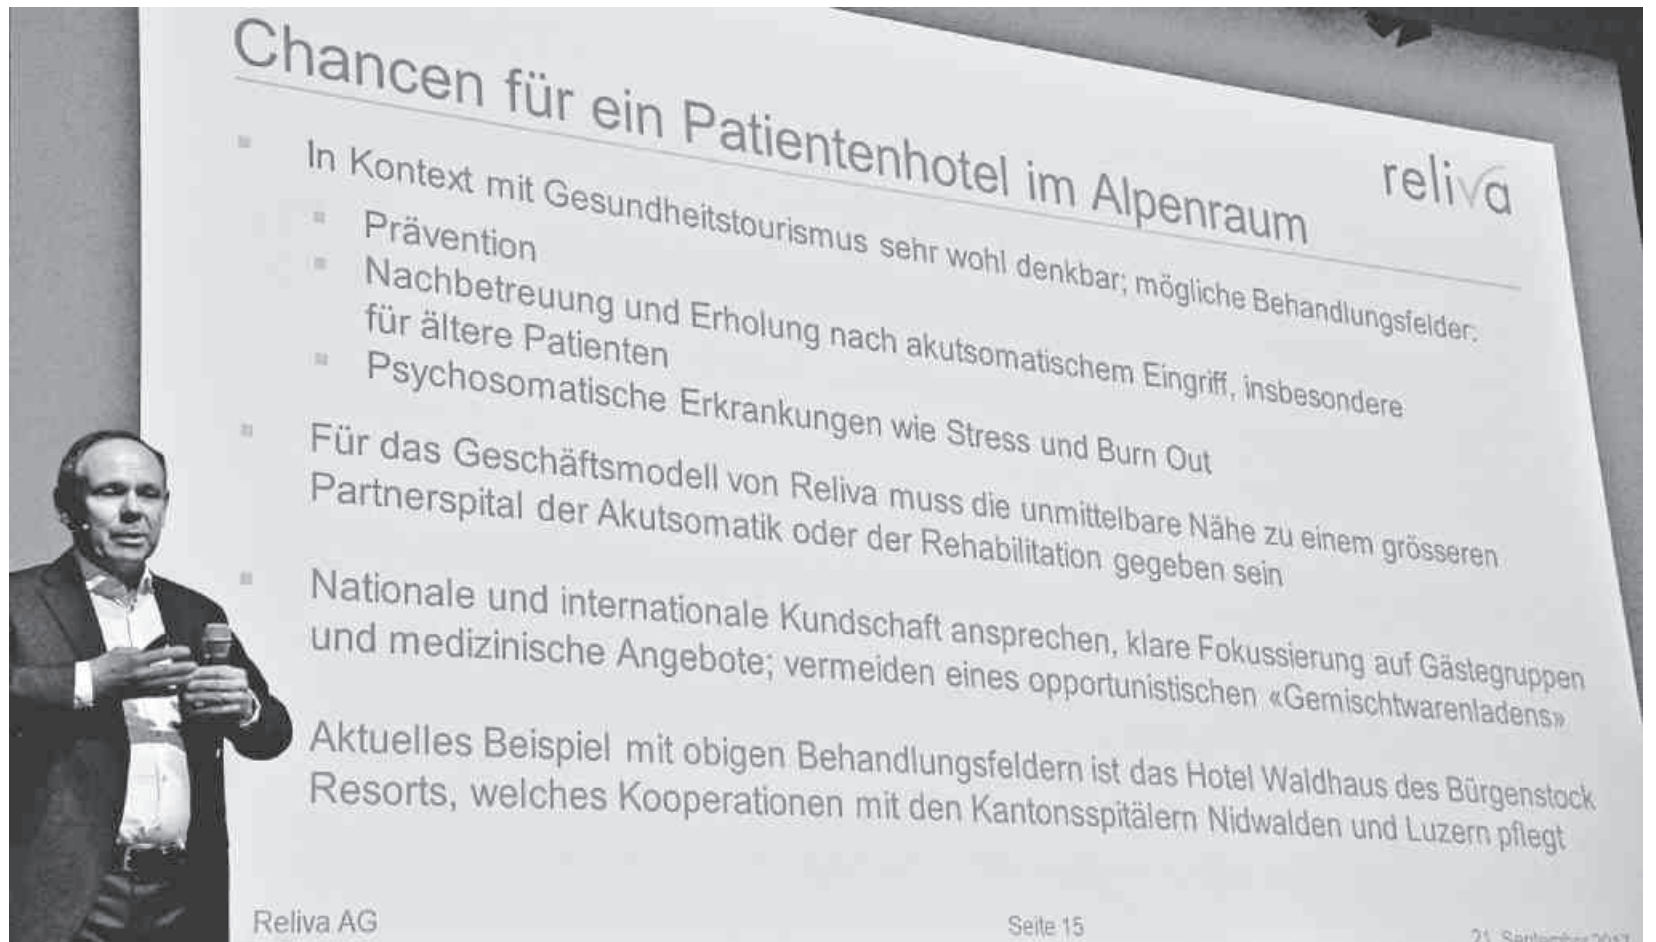 Chancen für ein Patientenhotel im Alpenraum
reliva
In Kontext mit Gesundheitstourismus sehr wohl denkbar; mögliche Behandlungsfelder:
Prävention
Nachbetreuung und Erholung nach akutsomatischem Eingriff, insbesondere
für ältere Patienten
Psychosomatische Erkrankungen wie Stress und Burn Out
Für das Geschäftsmodell von Reliva muss die unmittelbare Nähe zu einem grösseren
Partnerspital der Akutsomatik oder der Rehabilitation gegeben sein
Nationale und internationale Kundschaft ansprechen, klare Fokussierung auf Gästegruppen
und medizinische Angebote; vermeiden eines opportunistischen «Gemischtwarenladens»
Aktuelles Beispiel mit obigen Behandlungsfeldern ist das Hotel Waldhaus des Bürgenstock
Resorts, welches Kooperationen mit den Kantonsspitälern Nidwalden und Luzern pflegt
Reliva AG
Seite 15
21. September